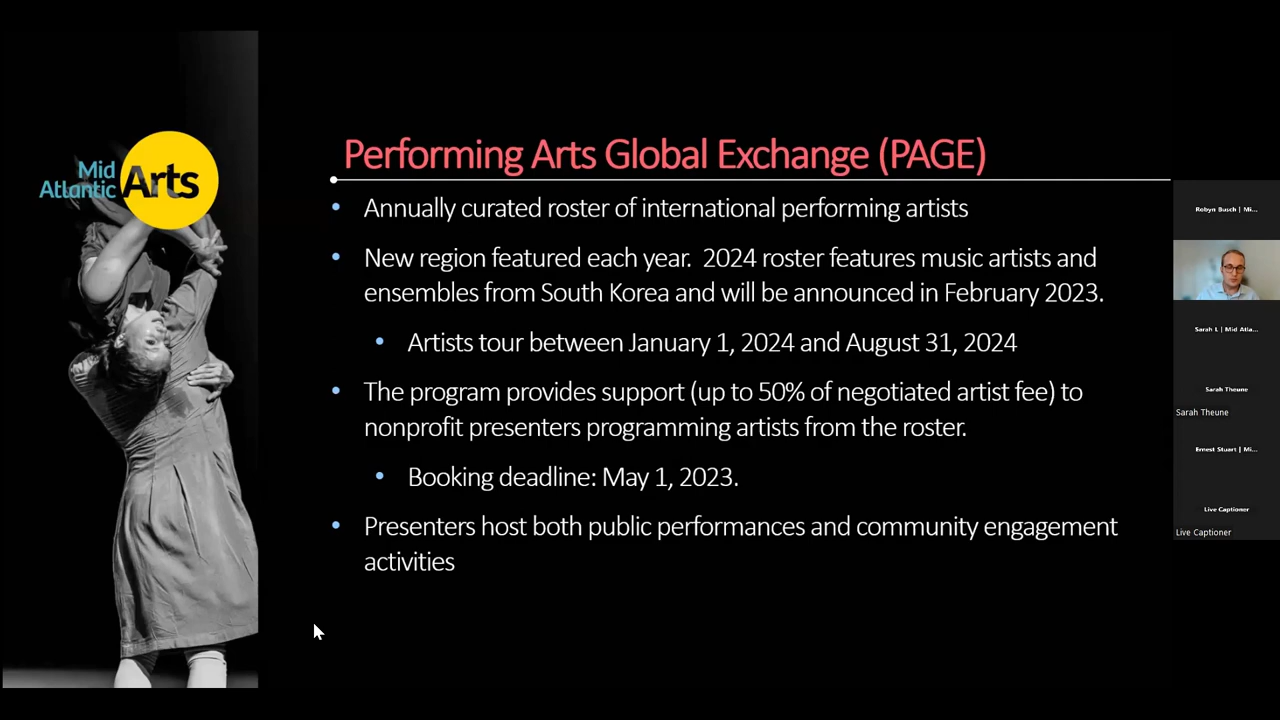 Mid
Atlantic
Arts
Performing Arts Global Exchange (PAGE)
• Annually curated roster of international performing artists
• New region featured each year.  2024 roster features music artists and
ensembles from South Korea and will be announced in February 2023.
• Artists tour between January 1, 2024 and August 31, 2024
• The program provides support (up to 50% of negotiated artist fee) to
nonprofit presenters programming artists from the roster.
• Booking deadline: May 1, 2023.
• Presenters host both public performances and community engagement
activities
Robyn Busch | Mi...
Sarah L | Mid Atla...
Sarah Theune
Sarah Theune
Ernest Stuart | Mi...
Live Captioner
Live Captioner